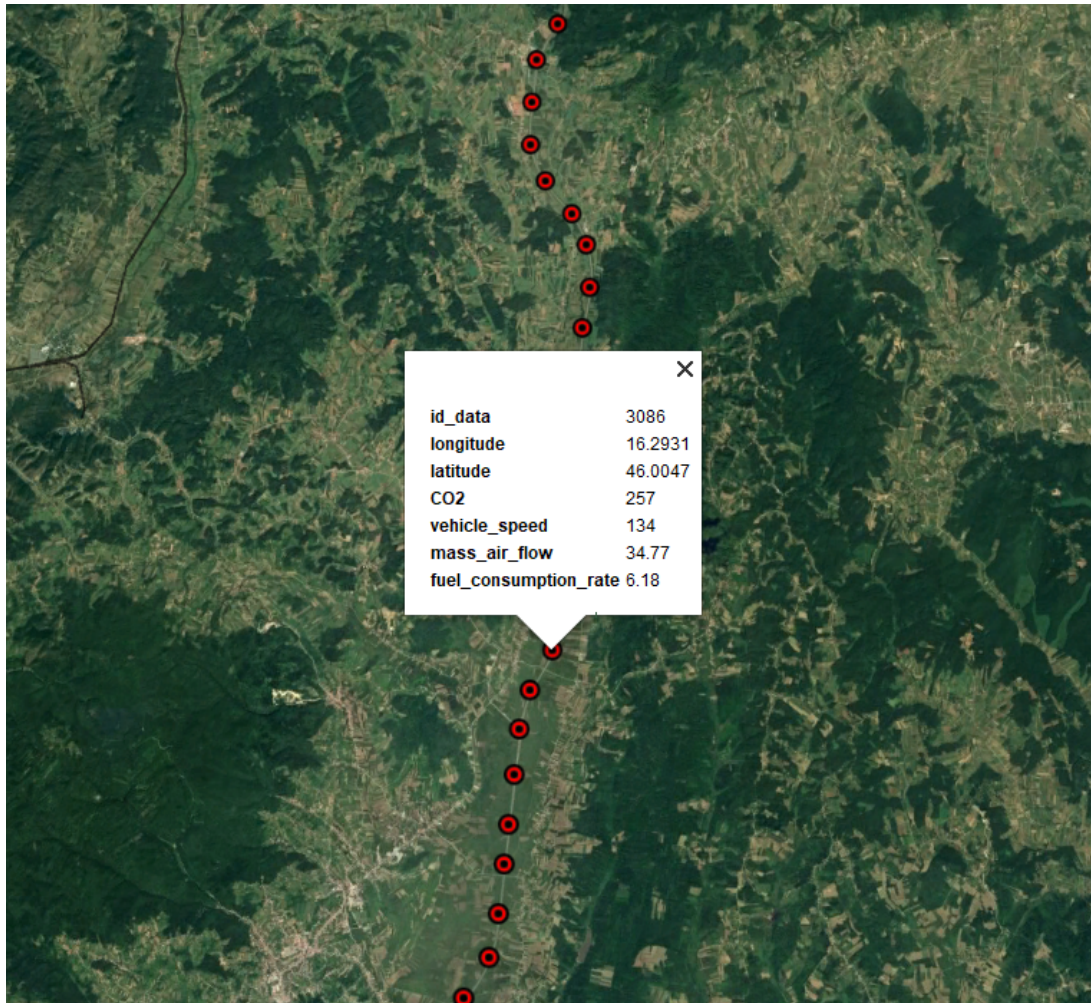 id_data 3086
longitude 16.2931
latitude 46.0047
CO2 257
vehicle_speed 134
mass_air_flow 34.77
fuel_consumption_rate 6.18